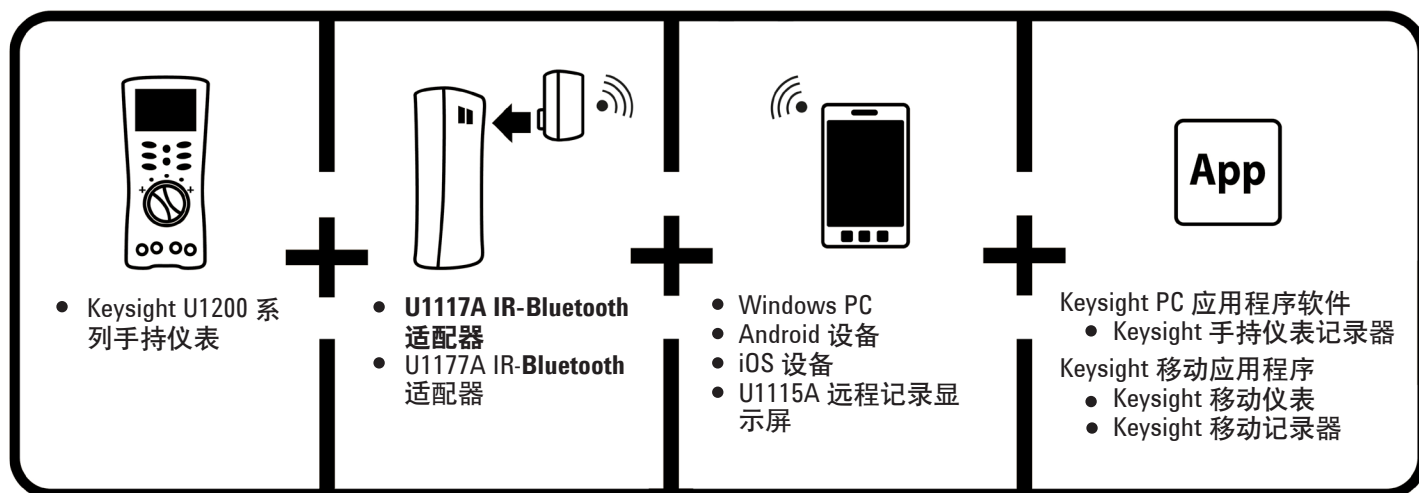 Keysight U1200 系
列手持仪表
U1117A IR-Bluetooth
适配器
U1177A IR-Bluetooth
适配器
Windows PC
Android 设备
iOS 设备
U1115A 远程记录显
示屏
App
Keysight PC 应用程序软件
Keysight 手持仪表记录器
Keysight 移动应用程序
Keysight 移动仪表
Keysight 移动记录器